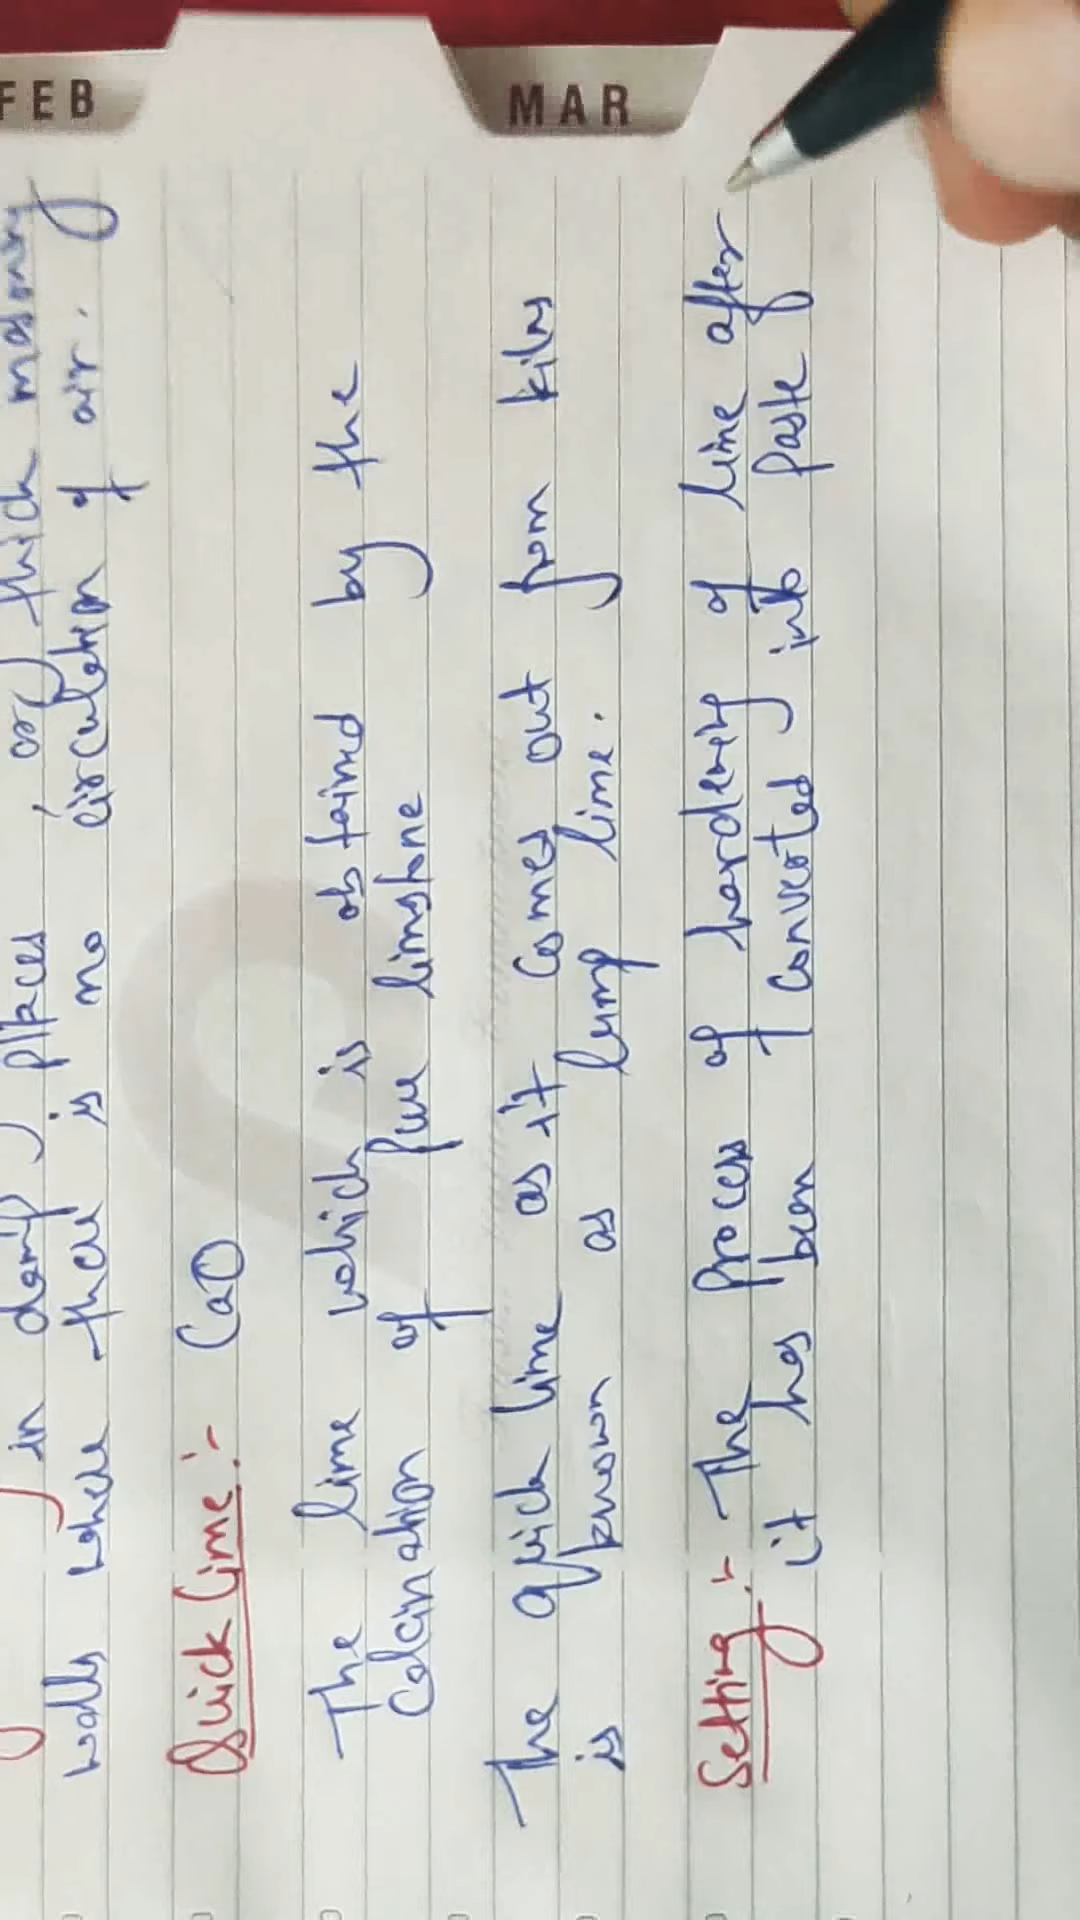 FEB
MAR
in damp places, or thick masonry
walls where there is no circulation of air.
Quick Lime :- CaO
The lime which is obtained by the
Calcination of pure limstone
The quick lime as it comes out from kilns
is known as lump lime.
Setting :- The Process of hardening of lime after
it has been converted into paste